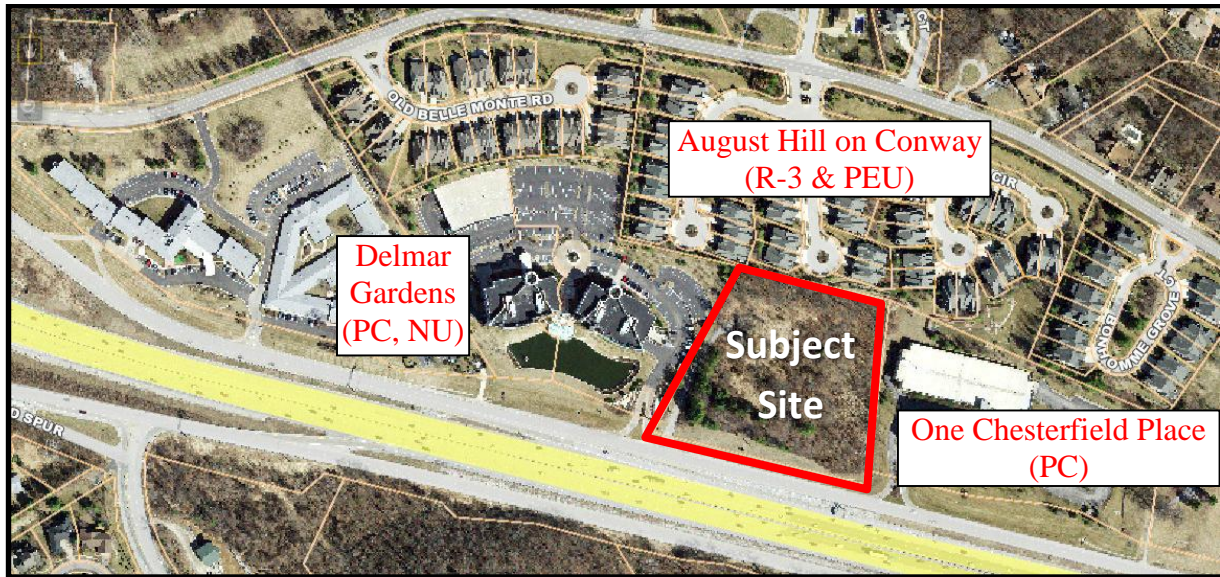 CT
OLD BELLE MONTE RD
August Hill on Conway
(R-3 & PEU)
CIR
Delmar
Gardens
(PC, NU)
Subject
Site
BONHOMME GROVE CT
One Chesterfield Place
(PC)
SPUR